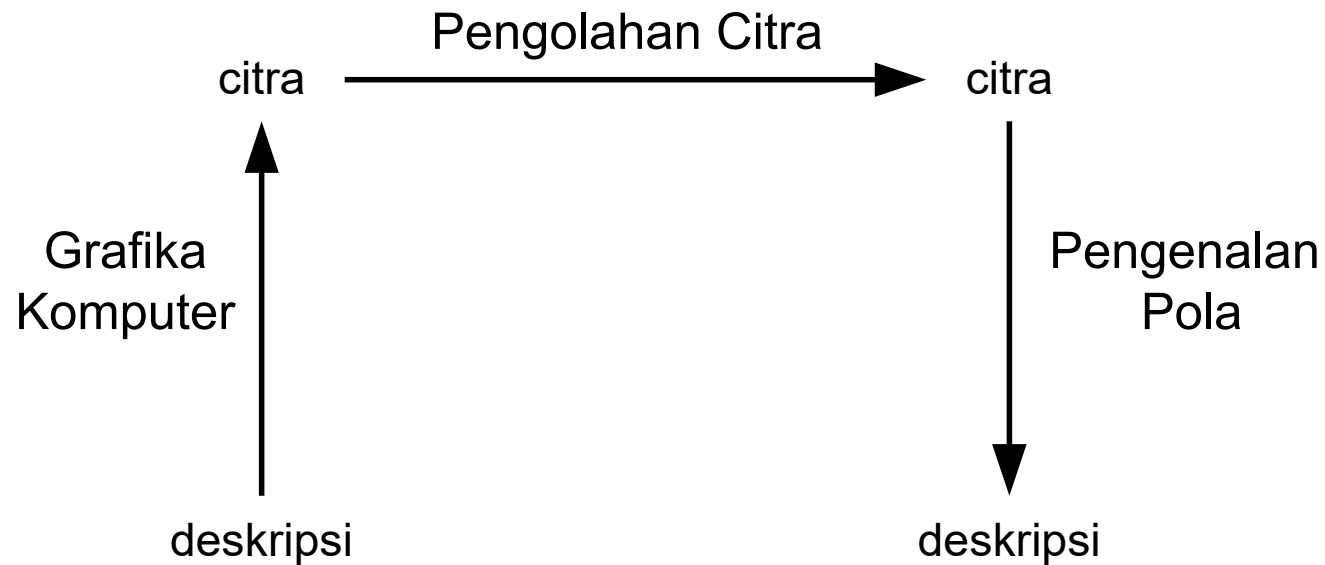 Pengolahan Citra
citra
citra
Grafika
Komputer
Pengenalan
Pola
deskripsi
deskripsi